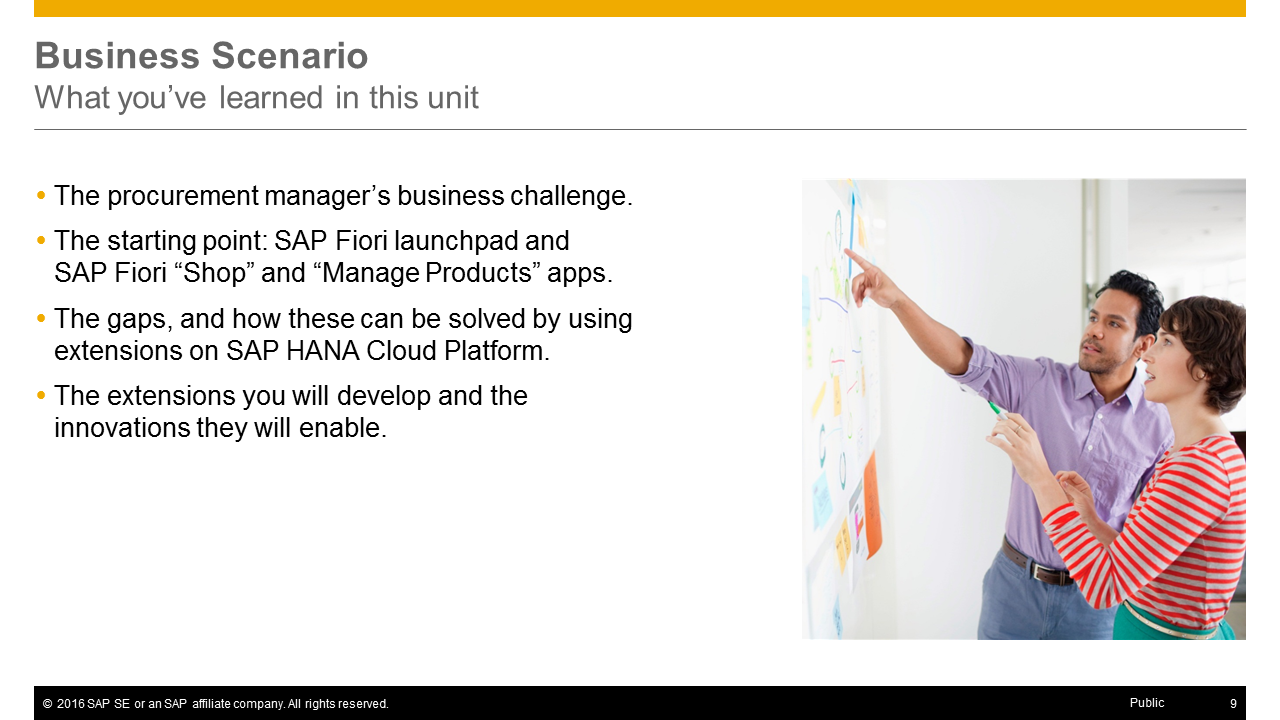 Business Scenario
What you’ve learned in this unit
• The procurement manager’s business challenge.
• The starting point: SAP Fiori launchpad and
SAP Fiori “Shop” and “Manage Products” apps.
• The gaps, and how these can be solved by using
extensions on SAP HANA Cloud Platform.
• The extensions you will develop and the
innovations they will enable.
© 2016 SAP SE or an SAP affiliate company. All rights reserved.
Public
9